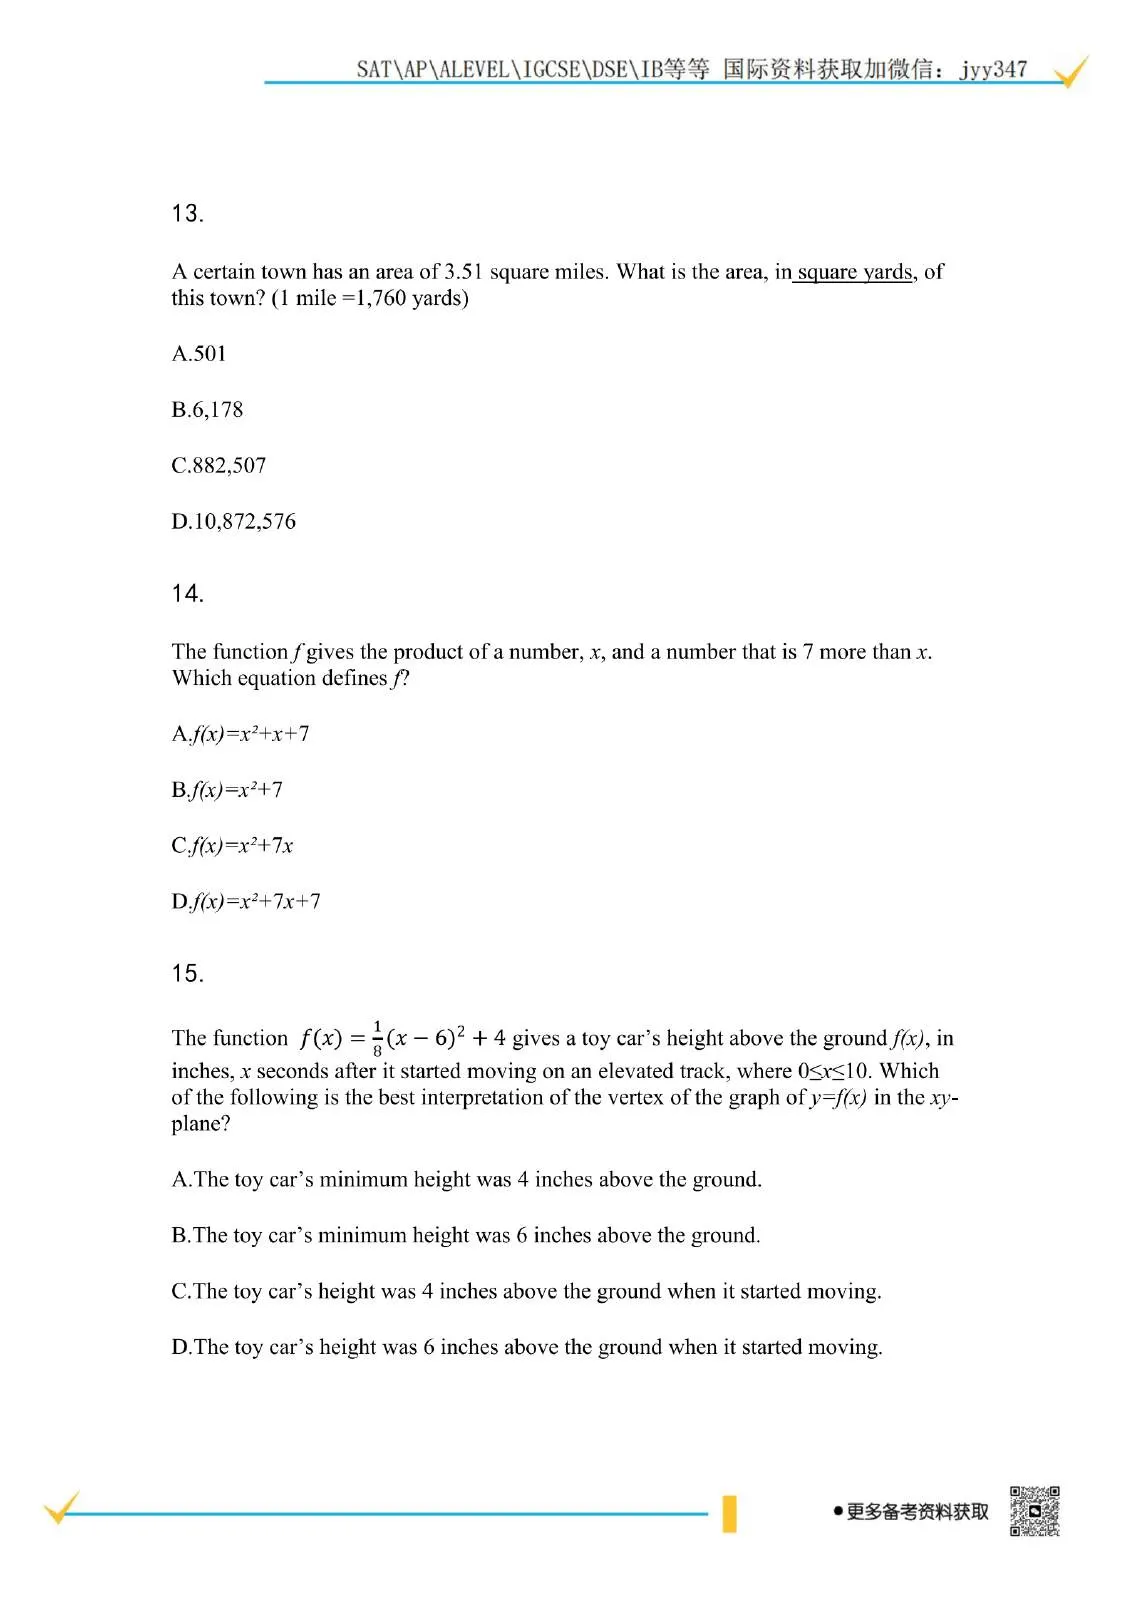 SAT\AP\ALEVEL\IGCSE\DSE\IB等等 国际资料获取加微信：jyy347
13.
A certain town has an area of 3.51 square miles. What is the area, in square yards, of
this town? (1 mile =1,760 yards)
A.501
B.6,178
C.882,507
D.10,872,576
14.
The function f gives the product of a number, x, and a number that is 7 more than x.
Which equation defines f?
A.f(x)=x²+x+7
B.f(x)=x²+7
C.f(x)=x²+7x
D.f(x)=x²+7x+7
15.
The function f(x) = 1/8(x − 6)² + 4 gives a toy car’s height above the ground f(x), in
inches, x seconds after it started moving on an elevated track, where 0≤x≤10. Which
of the following is the best interpretation of the vertex of the graph of y=f(x) in the xy-
plane?
A.The toy car’s minimum height was 4 inches above the ground.
B.The toy car’s minimum height was 6 inches above the ground.
C.The toy car’s height was 4 inches above the ground when it started moving.
D.The toy car’s height was 6 inches above the ground when it started moving.
●更多备考资料获取